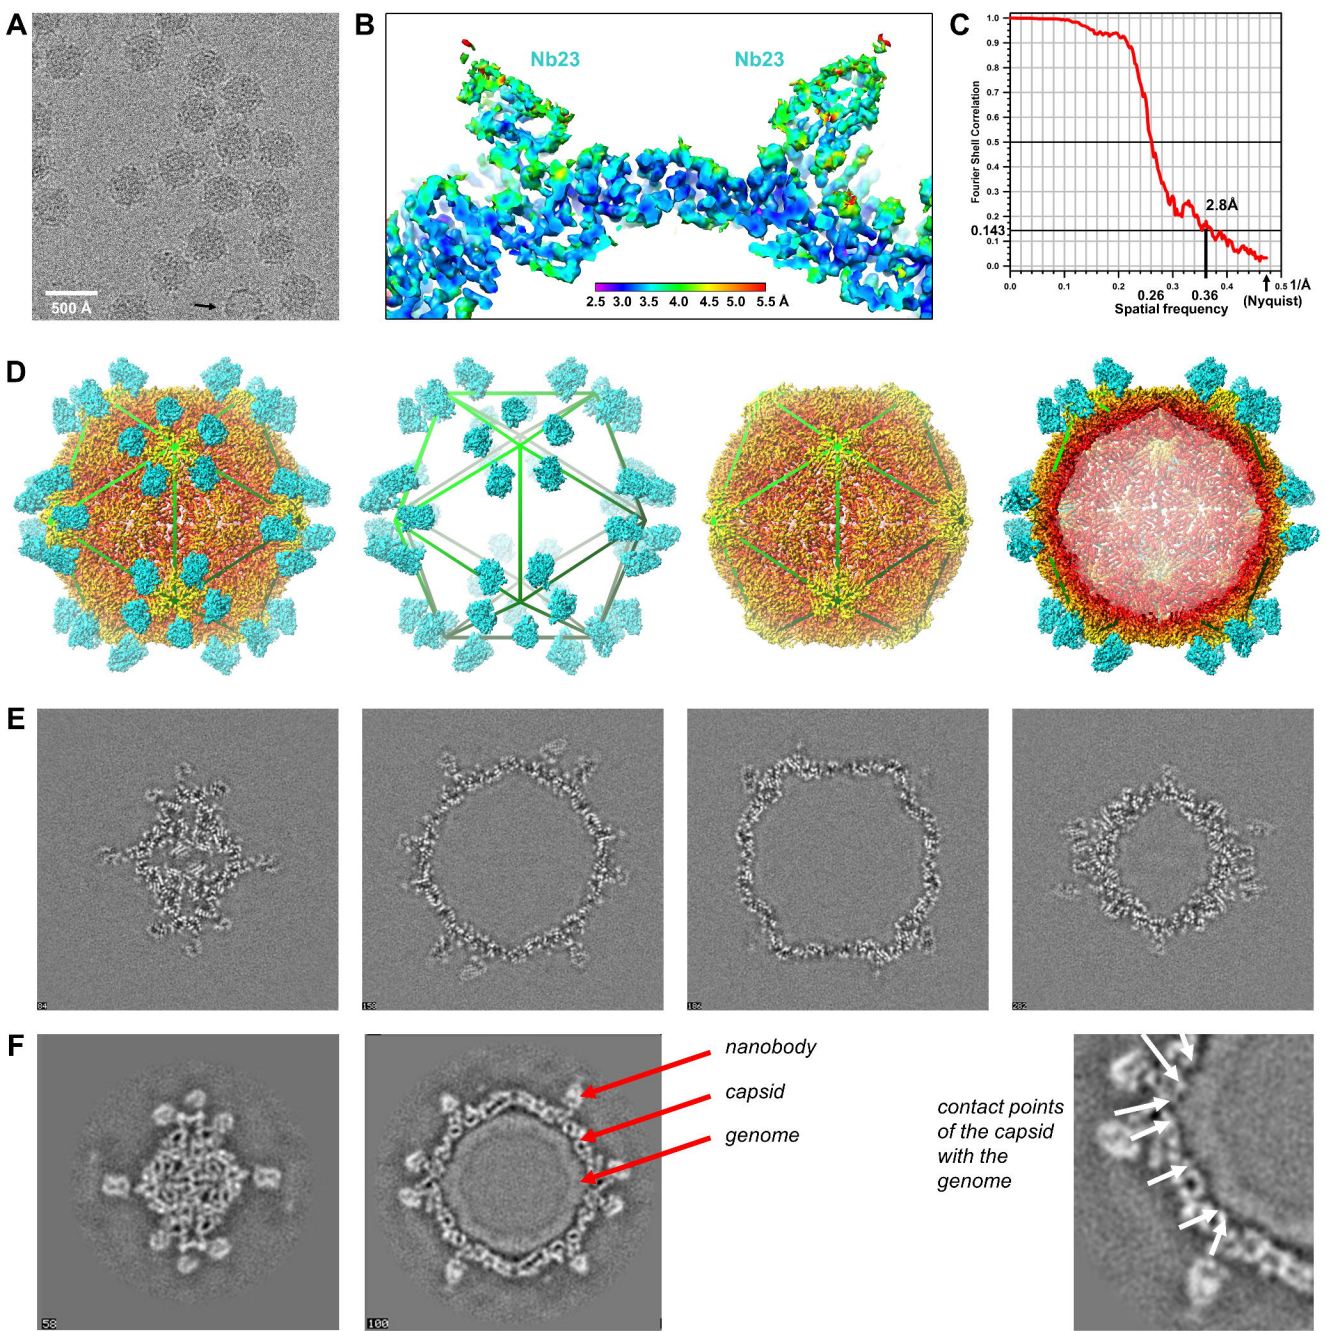 A
500 Å
B
Nb23
Nb23
2.5 3.0 3.5 4.0 4.5 5.0 5.5 Å
C
Fourier Shell Correlation
1.0
0.9
0.8
0.7
0.6
0.5
0.4
0.3
0.2
0.143
0.1
0.0
2.8Å
0.0 0.1 0.2 0.3 0.4 0.5 1/Å
0.26 0.36 (Nyquist)
Spatial frequency
D
E
84
158
186
282
F
58
100
nanobody
capsid
genome
contact points
of the capsid
with the
genome